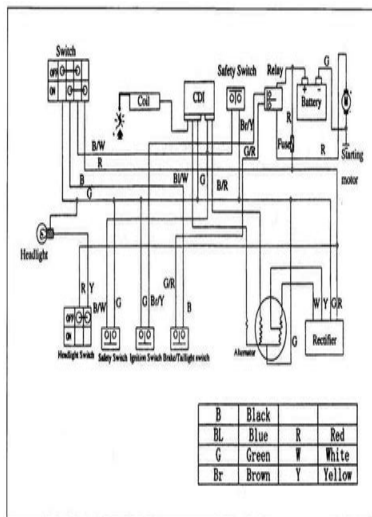 Switch
OFF
ON
Coil
CDI
Safety Switch
Relay
Battery
G
Starting
motor
Fuse
R
R
Br/Y
G/R
B/W
R
B
Bl/W
G
B/R
G
Headlight
R
Y
B/W
G
G
Br/Y
G/R
B
OFF
ON
Headlight Switch
Safety Switch
Ignition Switch
Brake/Taillight switch
Alternator
G
W
Y
G
R
Rectifier
B Black
BL Blue R Red
G Green W White
Br Brown Y Yellow